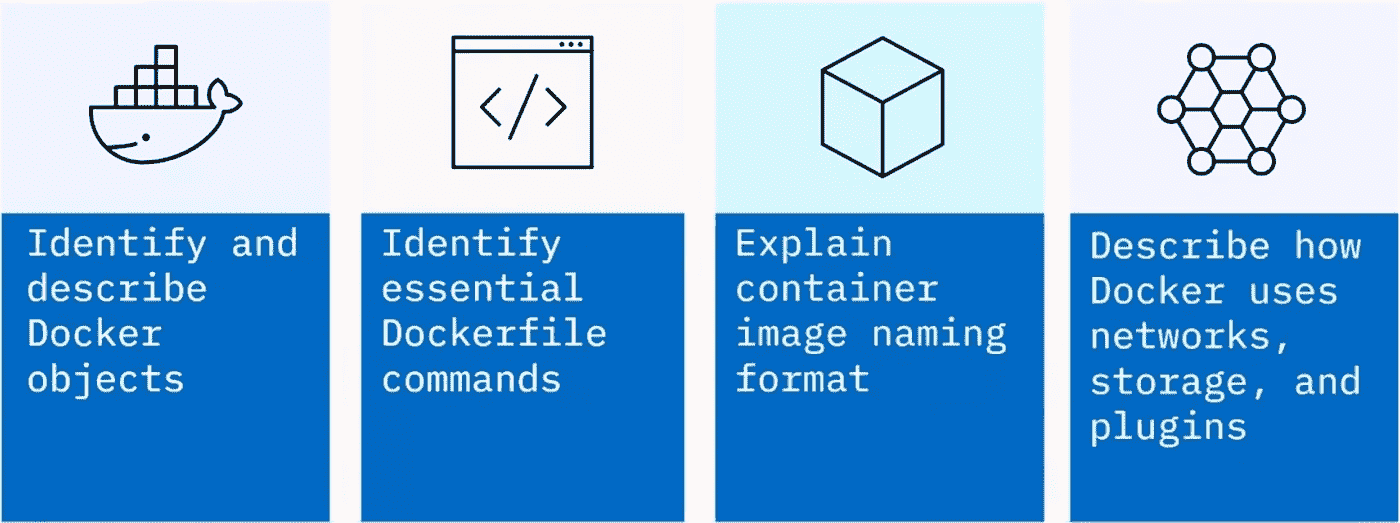 Identify and
describe
Docker
objects
Identify
essential
Dockerfile
commands
Explain
container
image naming
format
Describe how
Docker uses
networks,
storage, and
plugins